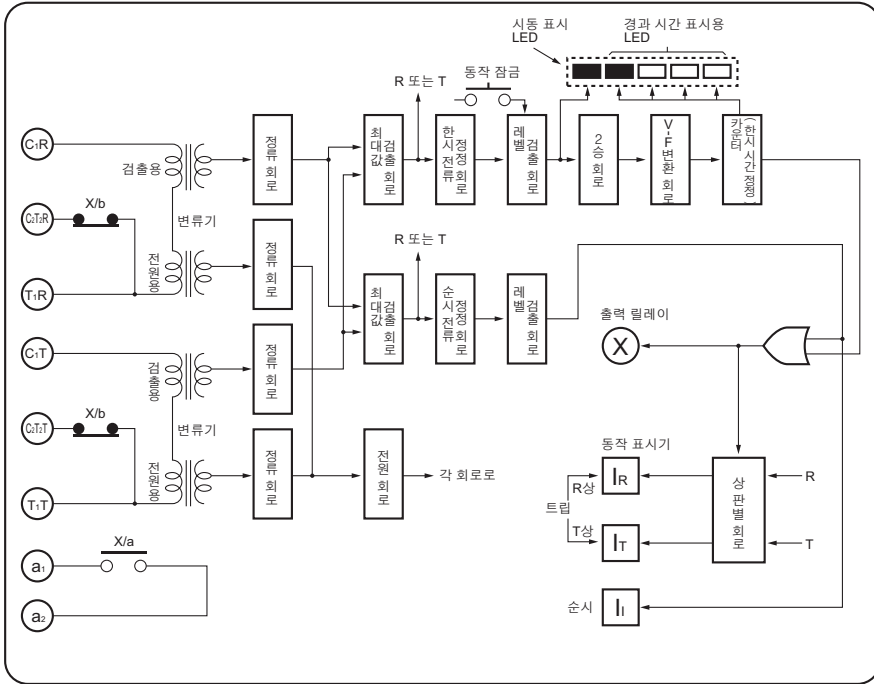 시동 표시
LED
경과 시간 표시용
LED
R 또는 T
동작 잠금
C1R
검출용
X/b
C2T2R
변류기
전원용
T1R
정류 회로
정류 회로
최대값 검출 회로
한시 전류 정정 회로
레벨 검출 회로
2승 회로
V-F변환 회로
카운터 (한시 시간 정정)
R 또는 T
최대값 검출 회로
순시 전류 정정 회로
레벨 검출 회로
출력 릴레이
X
C1T
검출용
X/b
C2T2T
변류기
전원용
T1T
정류 회로
정류 회로
전원 회로
각 회로로
동작 표시기
IR
R상
트립
T상
IT
상판별 회로
R
T
X/a
a1
a2
순시
II